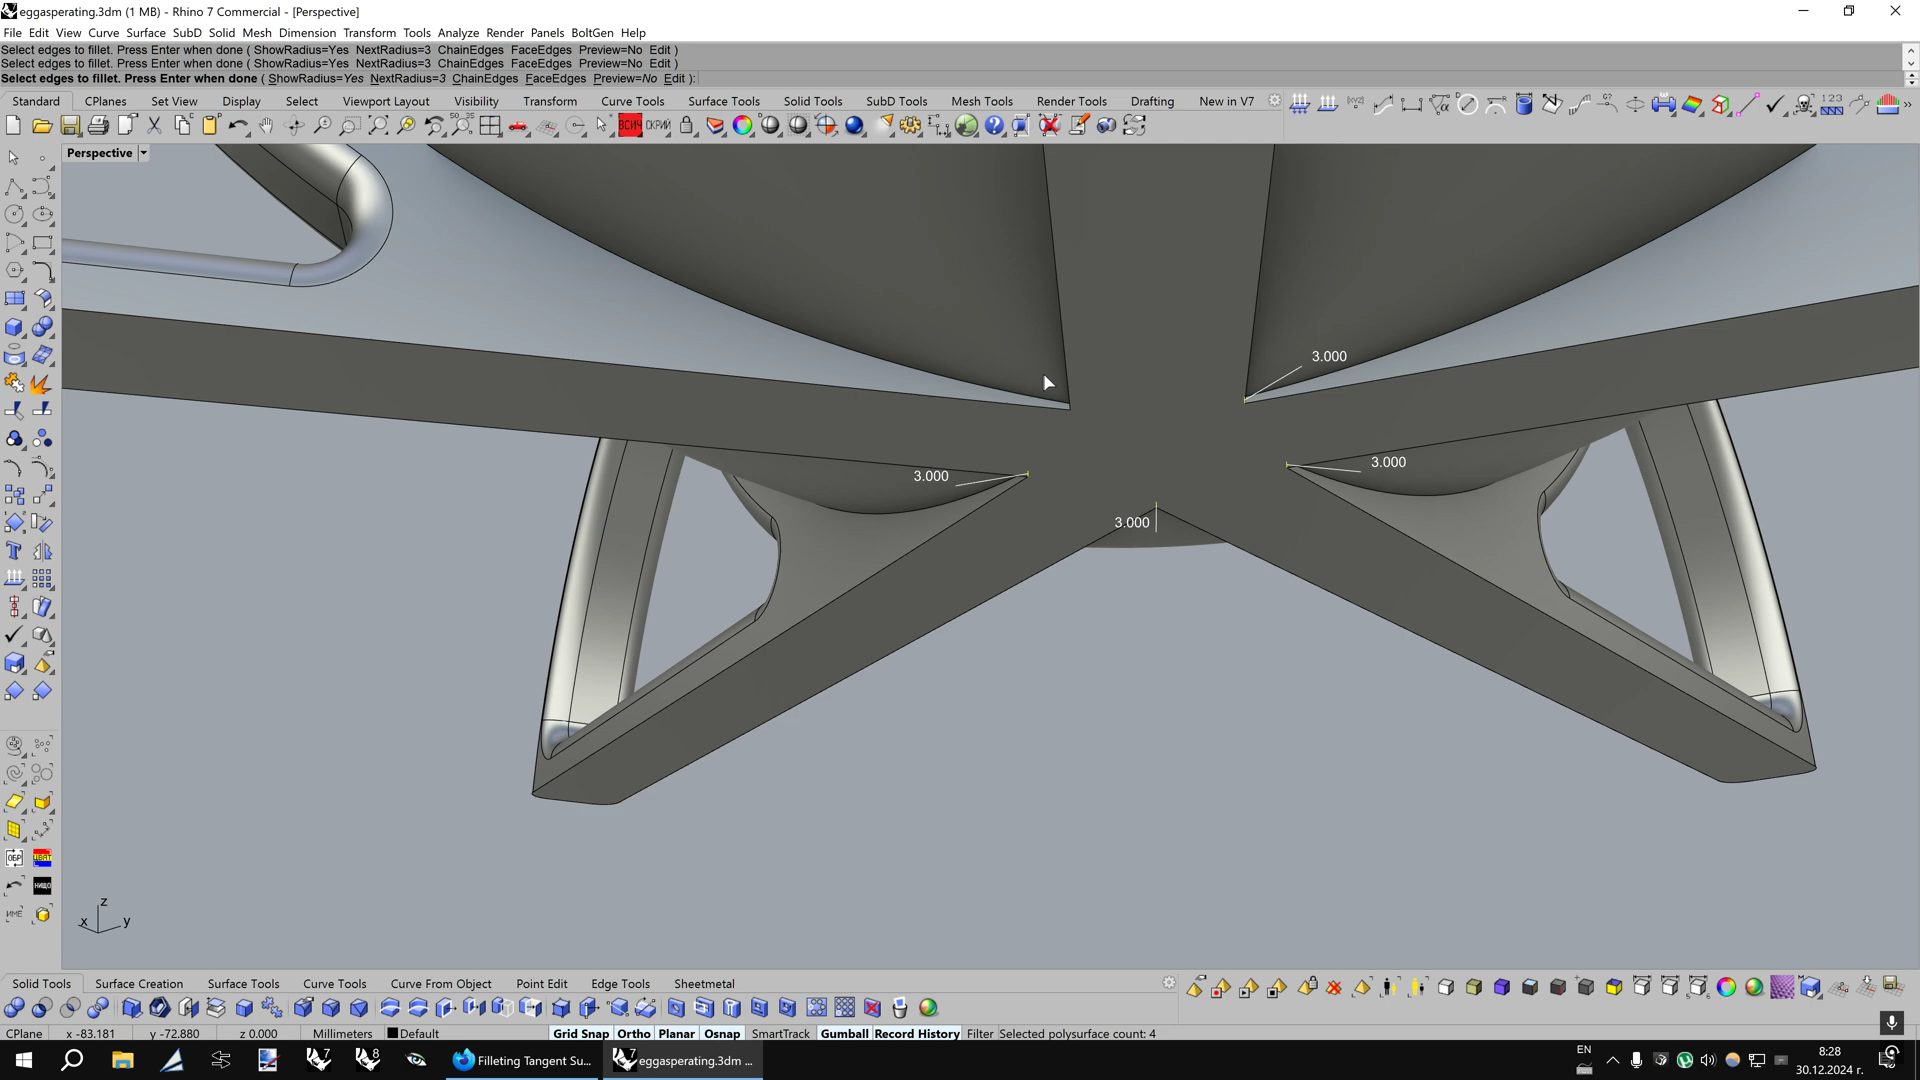 eggasperating.3dm (1 MB) - Rhino 7 Commercial - [Perspective]
File Edit View Curve Surface SubD Solid Mesh Dimension Transform Tools Analyze Render Panels BoltGen Help
Select edges to fillet. Press Enter when done ( ShowRadius=Yes NextRadius=3 ChainEdges FaceEdges Preview=No Edit )
Select edges to fillet. Press Enter when done ( ShowRadius=Yes NextRadius=3 ChainEdges FaceEdges Preview=No Edit )
Select edges to fillet. Press Enter when done ( ShowRadius=Yes NextRadius=3 ChainEdges FaceEdges Preview=No Edit ):
Standard CPlanes Set View Display Select Viewport Layout Visibility Transform Curve Tools Surface Tools Solid Tools SubD Tools Mesh Tools Render Tools Drafting New in V7
ВСИЧ СКРИЙ
Perspective
3.000
3.000
3.000
3.000
ОБР ЦВЯТ
НИЩО
ИМЕ
z
x y
Solid Tools Surface Creation Surface Tools Curve Tools Curve From Object Point Edit Edge Tools Sheetmetal
CPlane x -83.181 y -72.880 z 0.000 Millimeters Default Grid Snap Ortho Planar Osnap SmartTrack Gumball Record History Filter Selected polysurface count: 4
7 8 Filleting Tangent Su... eggasperating.3dm ... EN 8:28
30.12.2024 г.